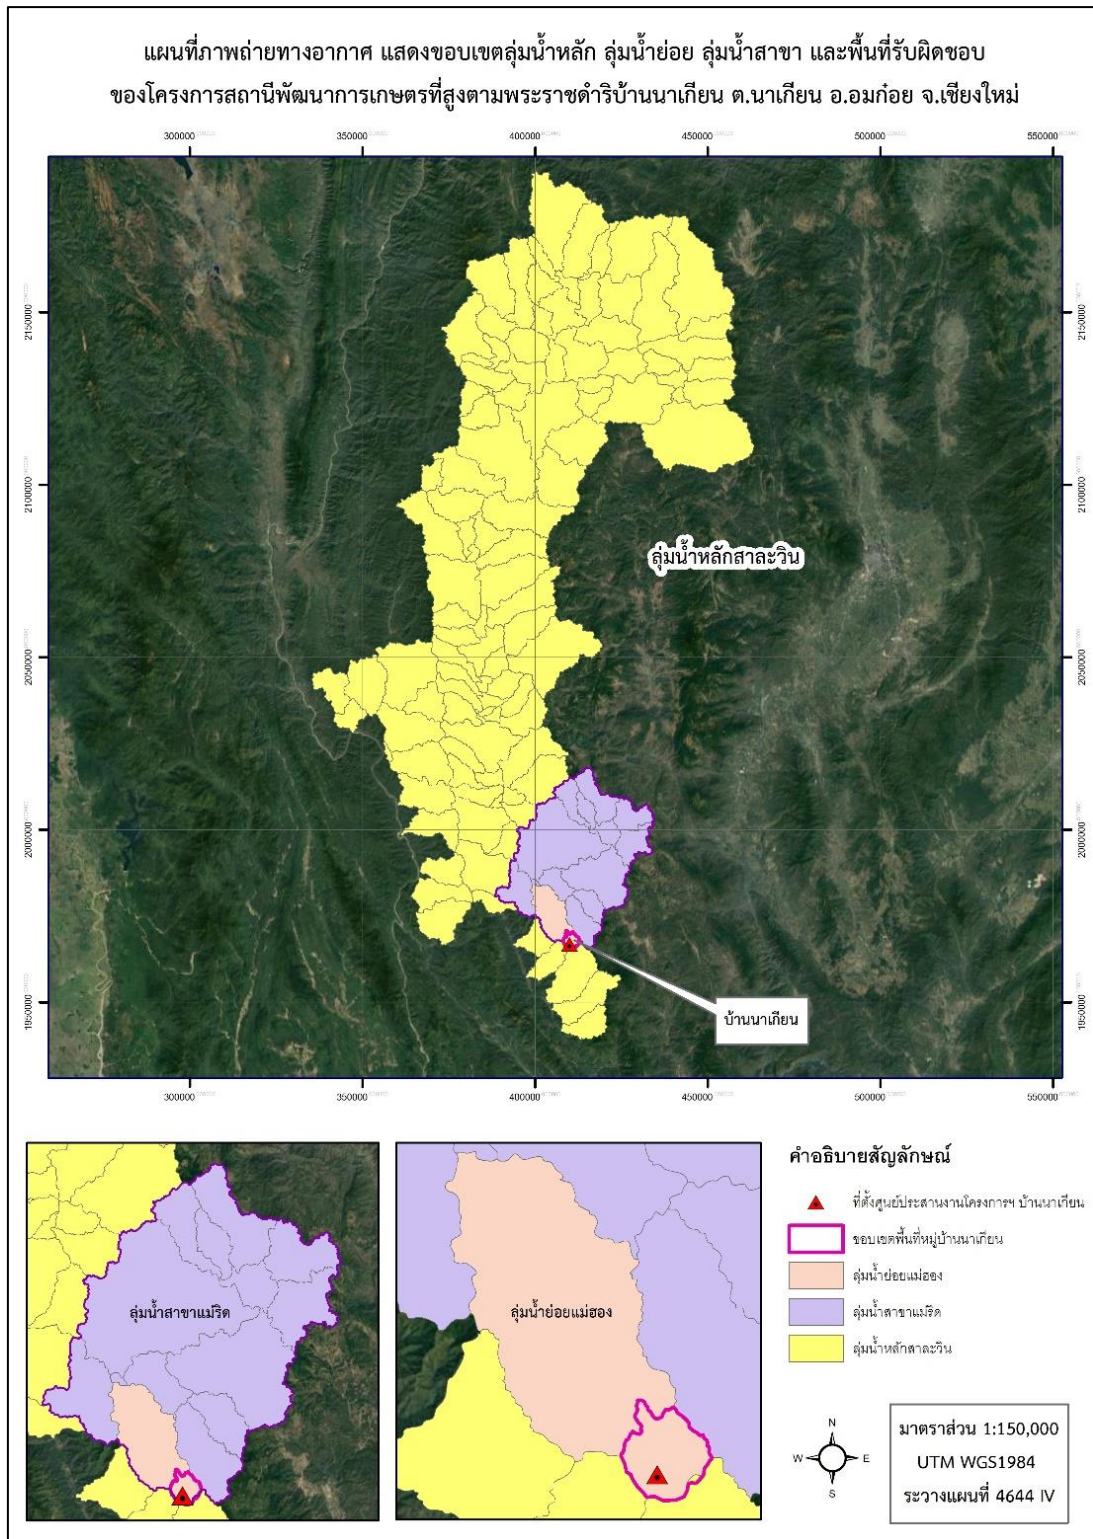 แผนที่ภาพถ่ายทางอากาศ แสดงขอบเขตลุ่มน้ำหลัก ลุ่มน้ำย่อย ลุ่มน้ำสาขา และพื้นที่รับผิดชอบ
ของโครงการสถานีพัฒนาการเกษตรที่สูงตามพระราชดำริบ้านนาเกียน ต.นาเกียน อ.อมก๋อย จ.เชียงใหม่
300000 350000 400000 450000 500000 550000
2150000 2150000
2100000 2100000
ลุ่มน้ำหลักสาละวิน
2050000 2050000
2000000 2000000
1950000 1950000
บ้านนาเกียน
300000 350000 400000 450000 500000 550000
ลุ่มน้ำสาขาแม่ริด
ลุ่มน้ำย่อยแม่ฮอง
คำอธิบายสัญลักษณ์
ที่ตั้งศูนย์ประสานงานโครงการฯ บ้านนาเกียน
ขอบเขตพื้นที่หมู่บ้านนาเกียน
ลุ่มน้ำย่อยแม่ฮอง
ลุ่มน้ำสาขาแม่ริด
ลุ่มน้ำหลักสาละวิน
N
W E
S
มาตราส่วน 1:150,000
UTM WGS1984
ระวางแผนที่ 4644 IV